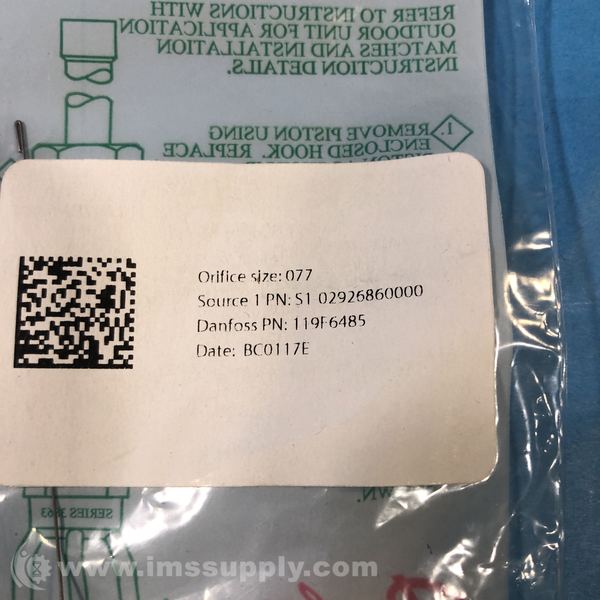 REFER TO INSTRUCTIONS WITH
OUTDOOR UNIT FOR APPLICATION
MATCHES AND INSTALLATION
INSTRUCTION DETAILS.
1. REMOVE PISTON USING
ENCLOSED HOOK. REPLACE
Orifice size: 077
Source 1 PN: S1 02926860000
Danfoss PN: 119F6485
Date: BC0117E
WN.
SERIES
www.imssupply.com